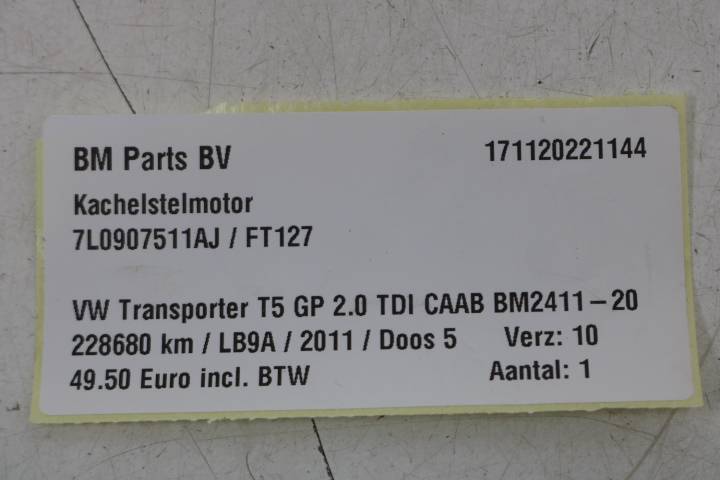 BM Parts BV 171120221144
Kachelstelmotor
7L0907511AJ / FT127
VW Transporter T5 GP 2.0 TDI CAAB BM2411-20
228680 km / LB9A / 2011 / Doos 5 Verz: 10
49.50 Euro incl. BTW Aantal: 1